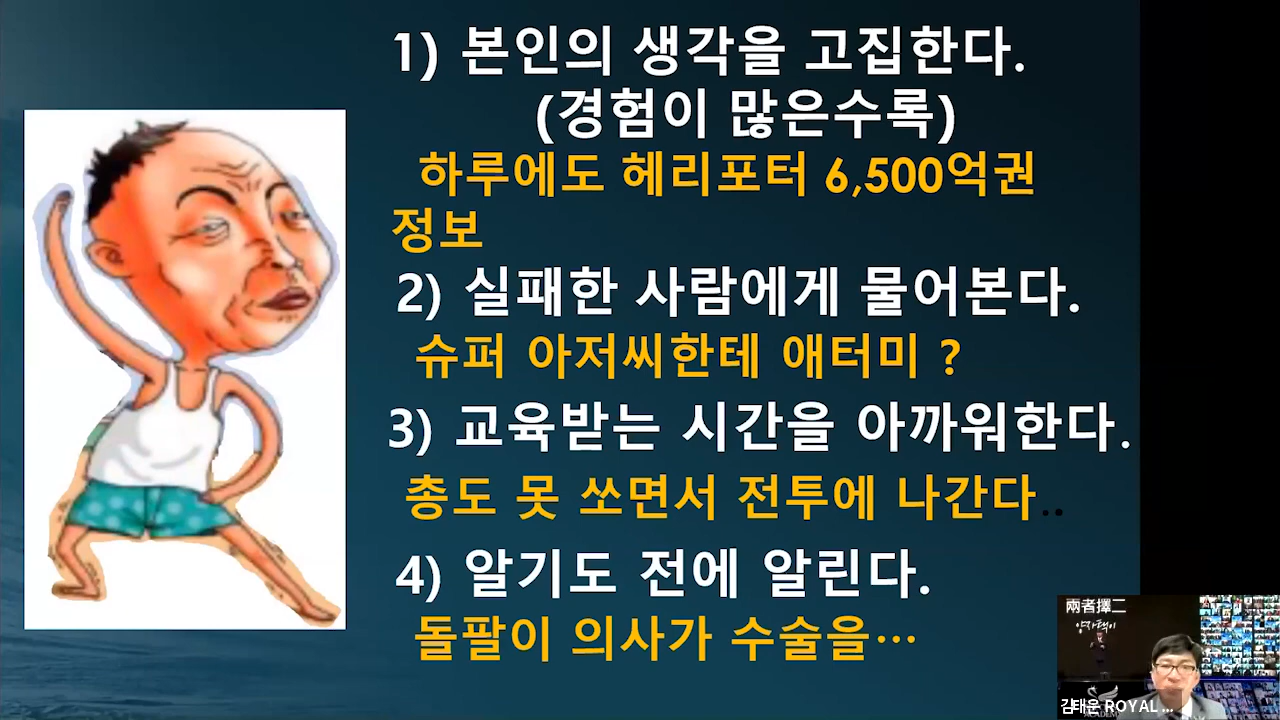 1) 본인의 생각을 고집한다.
(경험이 많은수록)
하루에도 헤리포터 6,500억권
정보
2) 실패한 사람에게 물어본다.
슈퍼 아저씨한테 애터미 ?
3) 교육받는 시간을 아까워한다.
총도 못 쏘면서 전투에 나간다..
4) 알기도 전에 알린다.
돌팔이 의사가 수술을…
兩者擇二
양자택이
ACADEMY
김태운 ROYAL ...